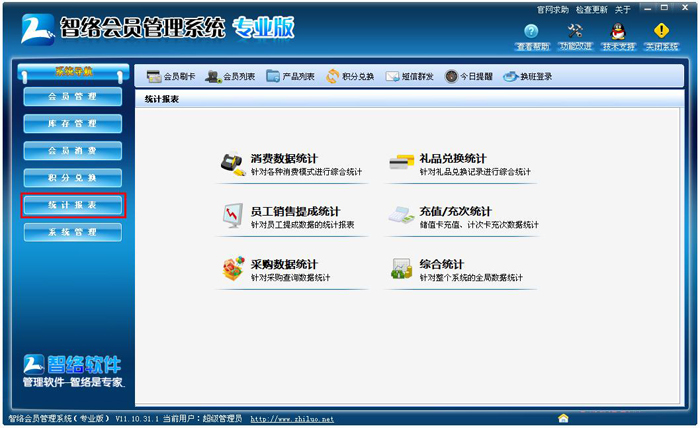 官网求助 检查更新 关于
智络会员管理系统 专业版
查看帮助 功能改进 技术支持 关闭系统
系统导航
会员管理
库存管理
会员消费
积分兑换
统计报表
系统管理
会员刷卡 会员列表 产品列表 积分兑换 短信群发 今日提醒 换班登录
统计报表
消费数据统计
针对各种消费模式进行综合统计
礼品兑换统计
针对礼品兑换记录进行综合统计
员工销售提成统计
针对员工提成数据的统计报表
充值/充次统计
储值卡充值、计次卡充次数据统计
采购数据统计
针对采购查询数据统计
综合统计
针对整个系统的全局数据统计
智络软件
管理软件 智络是专家
智络会员管理系统(专业版) V11.10.31.1 当前用户:超级管理员 http://www.zhiluo.net